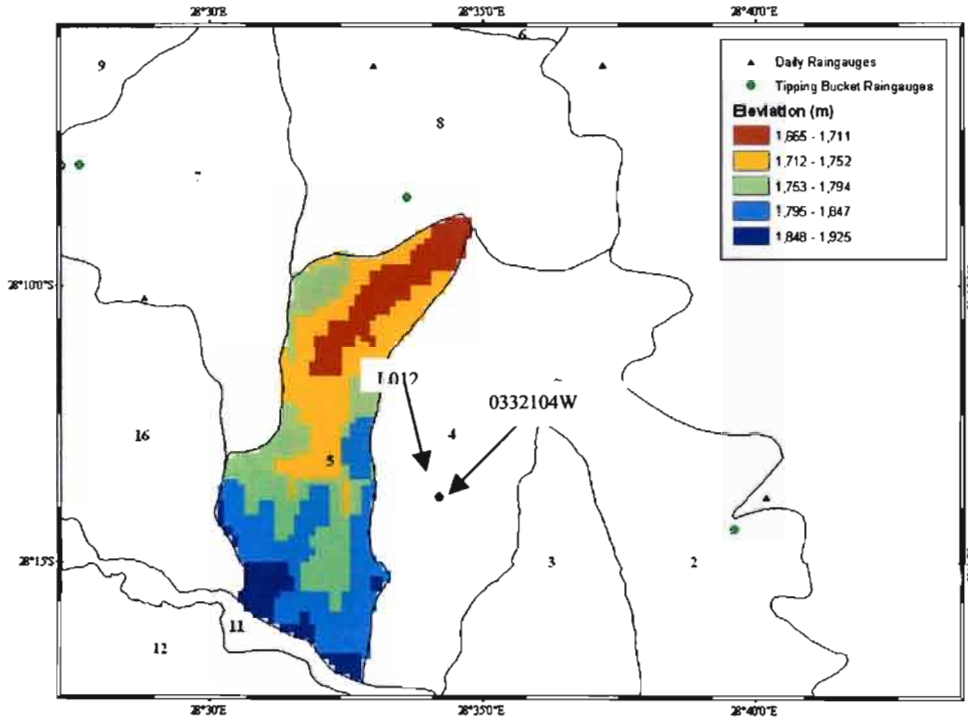 28°30'0"E 28°35'0"E 28°40'0"E
6
9
8
7
Daily Raingauges
Tipping Bucket Raingauges
Elevation (m)
1,665 - 1,711
1,712 - 1,752
1,753 - 1,794
1,795 - 1,847
1,848 - 1,925
28°10'0"S
L012
0332104W
16
4
5
28°15'S
3
2
11
12
28°30'E 28°35'0"E 28°40'0"E